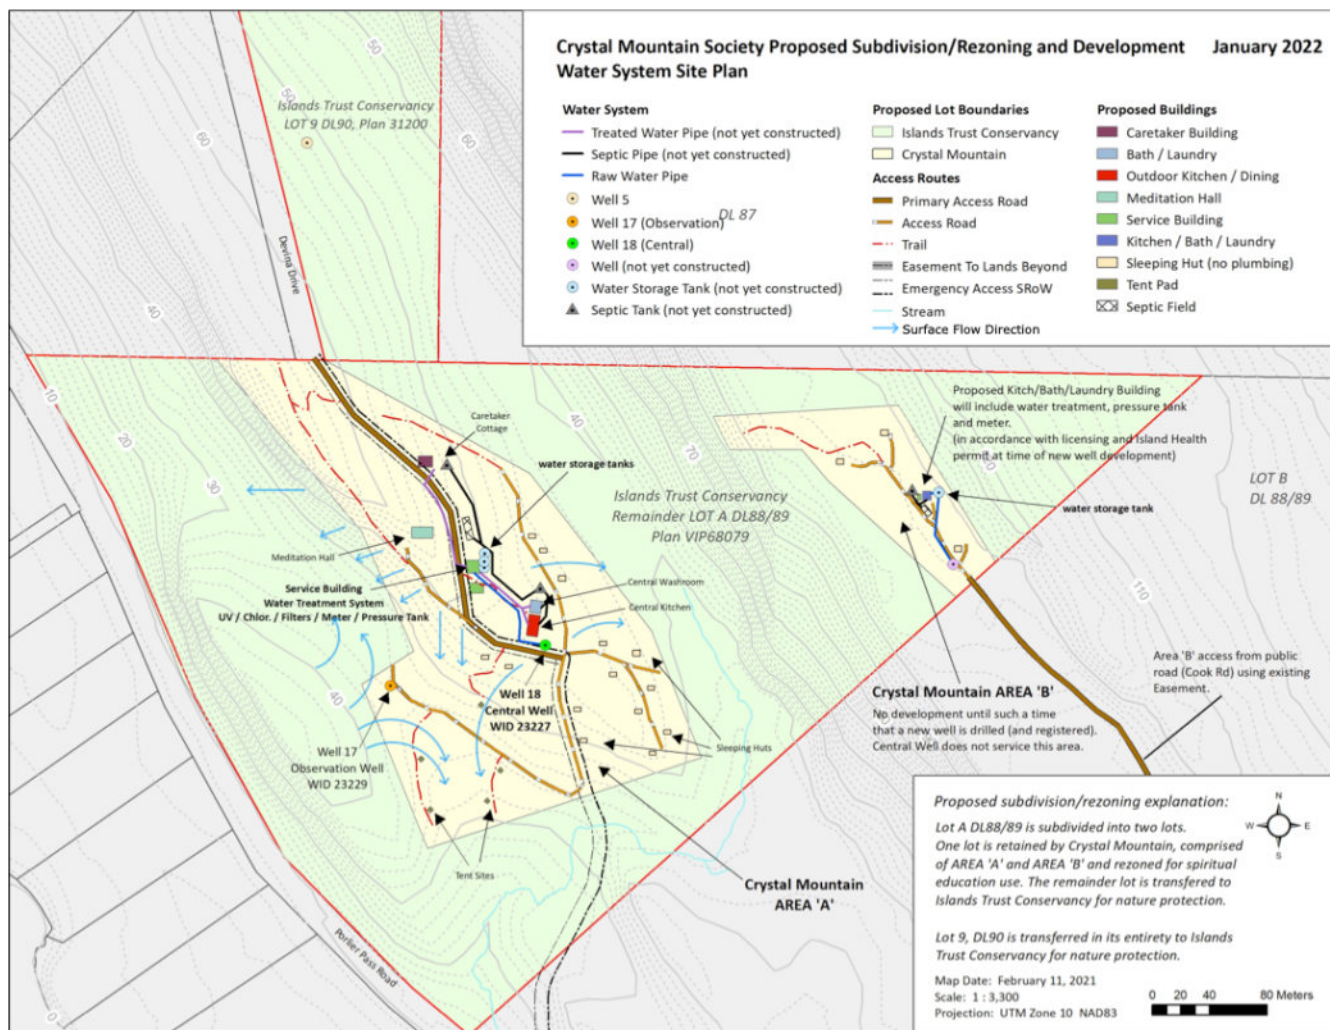 Crystal Mountain Society Proposed Subdivision/Rezoning and Development January 2022
Water System Site Plan
Water System
Treated Water Pipe (not yet constructed)
Septic Pipe (not yet constructed)
Raw Water Pipe
Well 5
Well 17 (Observation)
Well 18 (Central)
Well (not yet constructed)
Water Storage Tank (not yet constructed)
Septic Tank (not yet constructed)
DL 87
Proposed Lot Boundaries
Islands Trust Conservancy
Crystal Mountain
Access Routes
Primary Access Road
Access Road
Trail
Easement To Lands Beyond
Emergency Access SRoW
Stream
Surface Flow Direction
Proposed Buildings
Caretaker Building
Bath / Laundry
Outdoor Kitchen / Dining
Meditation Hall
Service Building
Kitchen / Bath / Laundry
Sleeping Hut (no plumbing)
Tent Pad
Septic Field
Islands Trust Conservancy
LOT 9 DL90, Plan 31200
50
50
60
60
Devina Drive
40
10
20
30
40
40
70
110
0
Caretaker
Cottage
water storage tanks
Meditation Hall
Service Building
Water Treatment System
UV / Chlor. / Filters / Meter / Pressure Tank
Central Washroom
Central Kitchen
Well 18
Central Well
WID 23227
Well 17
Observation Well
WID 23229
Sleeping Huts
Tent Sites
Crystal Mountain
AREA 'A'
Porlier Pass Road
Islands Trust Conservancy
Remainder LOT A DL88/89
Plan VIP68079
Proposed Kitch/Bath/Laundry Building
will include water treatment, pressure tank
and meter.
(in accordance with licensing and Island Health
permit at time of new well development)
water storage tank
LOT B
DL 88/89
Crystal Mountain AREA 'B'
No development until such a time
that a new well is drilled (and registered).
Central Well does not service this area.
Area 'B' access from public
road (Cook Rd) using existing
Easement.
Proposed subdivision/rezoning explanation:
Lot A DL88/89 is subdivided into two lots.
One lot is retained by Crystal Mountain, comprised
of AREA 'A' and AREA 'B' and rezoned for spiritual
education use. The remainder lot is transfered to
Islands Trust Conservancy for nature protection.
Lot 9, DL90 is transferred in its entirety to Islands
Trust Conservancy for nature protection.
N
W E
S
Map Date: February 11, 2021
Scale: 1 : 3,300
Projection: UTM Zone 10 NAD83
0 20 40 80 Meters